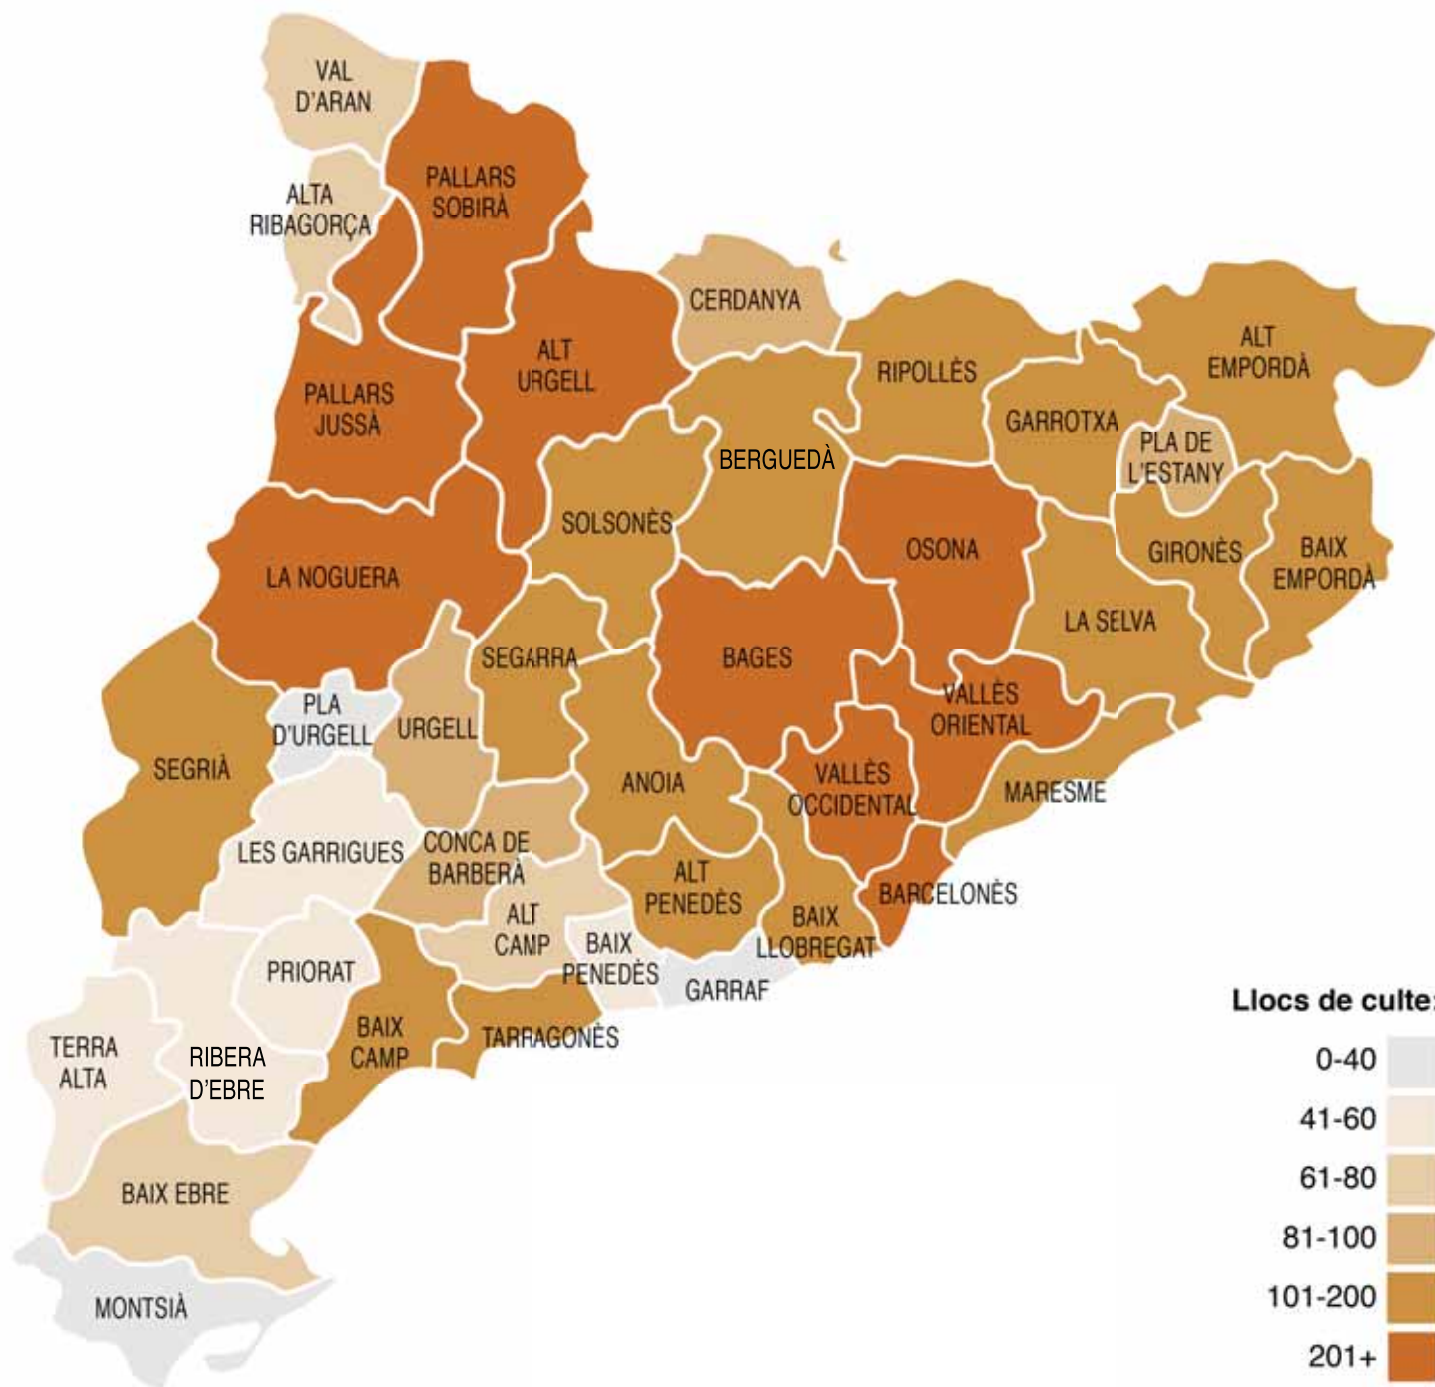 VAL
D'ARAN
PALLARS
SOBIRÀ
ALTA
RIBAGORÇA
CERDANYA
ALT
URGELL
RIPOLLÈS
ALT
EMPORDÀ
PALLARS
JUSSÀ
GARROTXA
PLA DE
L'ESTANY
BERGUEDÀ
SOLSONÈS
OSONA
GIRONÈS
BAIX
EMPORDÀ
LA NOGUERA
LA SELVA
SEGARRA
BAGES
VALLÈS
ORIENTAL
PLA
D'URGELL
URGELL
SEGRIÀ
ANOIA
VALLÈS
OCCIDENTAL
MARESME
LES GARRIGUES
CONCA DE
BARBERÀ
ALT
PENEDÈS
BARCELONÈS
ALT
CAMP
BAIX
LLOBREGAT
BAIX
PENEDÈS
PRIORAT
GARRAF
BAIX
CAMP
TARRAGONÈS
TERRA
ALTA
RIBERA
D'EBRE
BAIX EBRE
MONTSIÀ
Llocs de culte:
0-40
41-60
61-80
81-100
101-200
201+